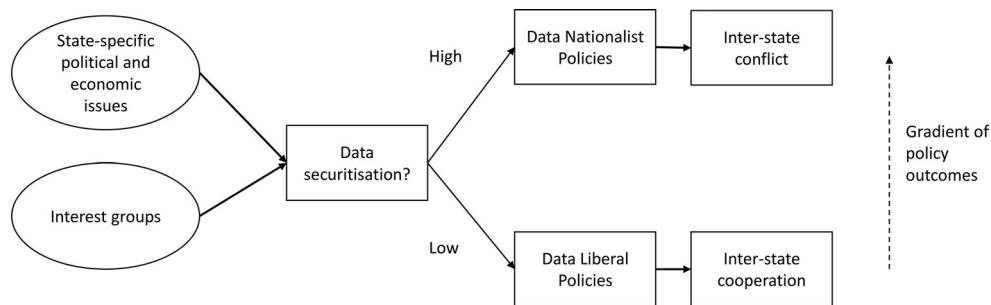 State-specific
political and
economic
issues
Interest groups
Data
securitisation?
High
Low
Data Nationalist
Policies
Inter-state
conflict
Data Liberal
Policies
Inter-state
cooperation
Gradient of
policy
outcomes